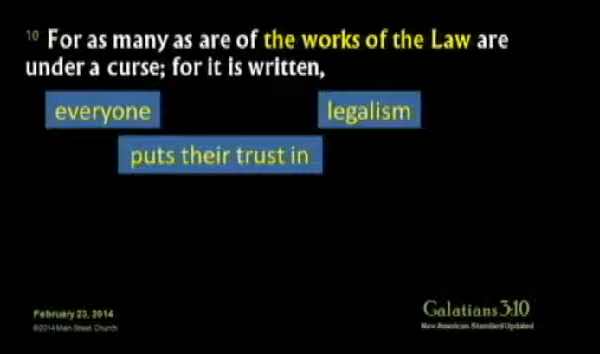 10 For as many as are of the works of the Law are
under a curse; for it is written,
everyone
legalism
puts their trust in
February 23, 2014
©2014 Main Street Church
Galatians 3:10
New American Standard Updated